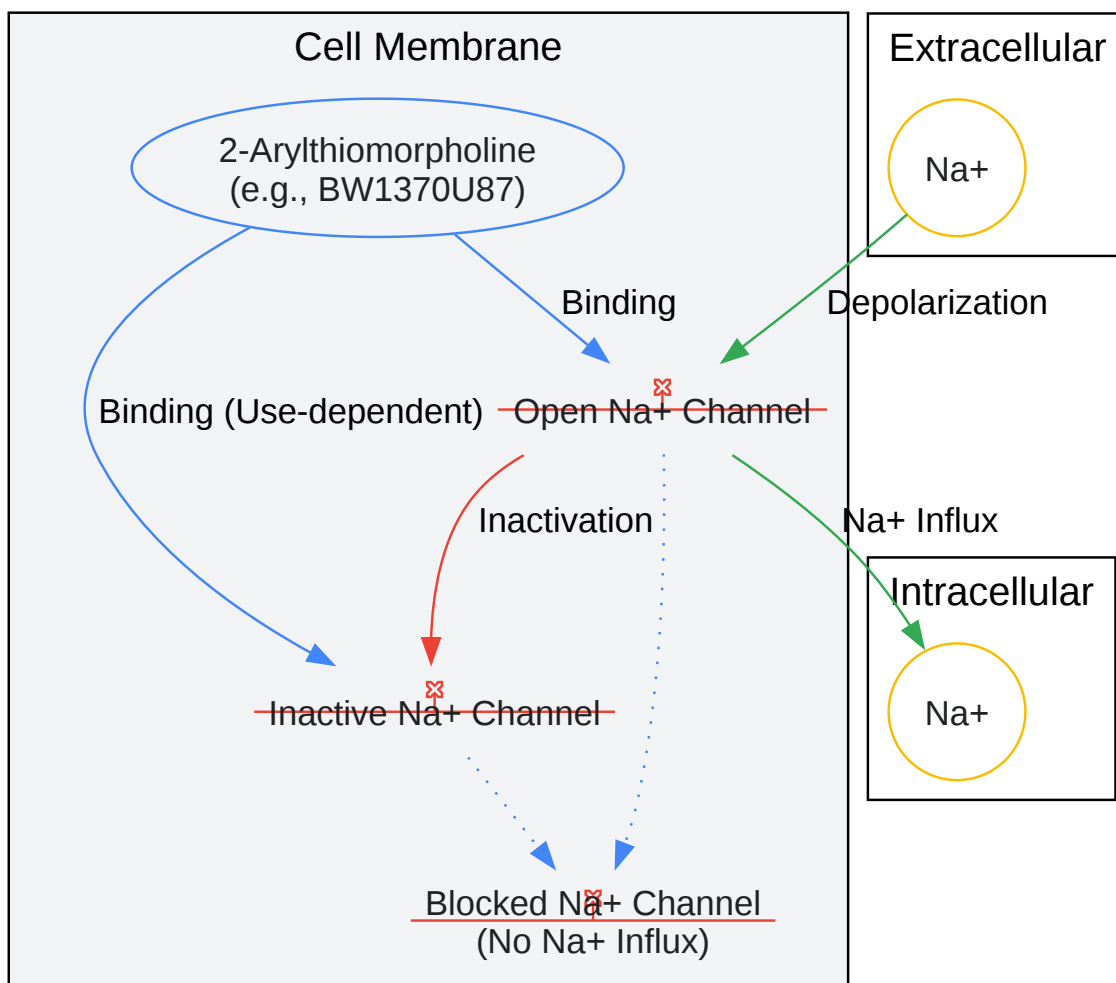 Cell Membrane
Extracellular
2-Arylthiomorpholine
(e.g., BW1370U87)
Na+
Binding
Depolarization
Binding (Use-dependent)
Open Na+ Channel
Inactivation
Na+ Influx
Intracellular
Inactive Na+ Channel
Na+
Blocked Na+ Channel
(No Na+ Influx)